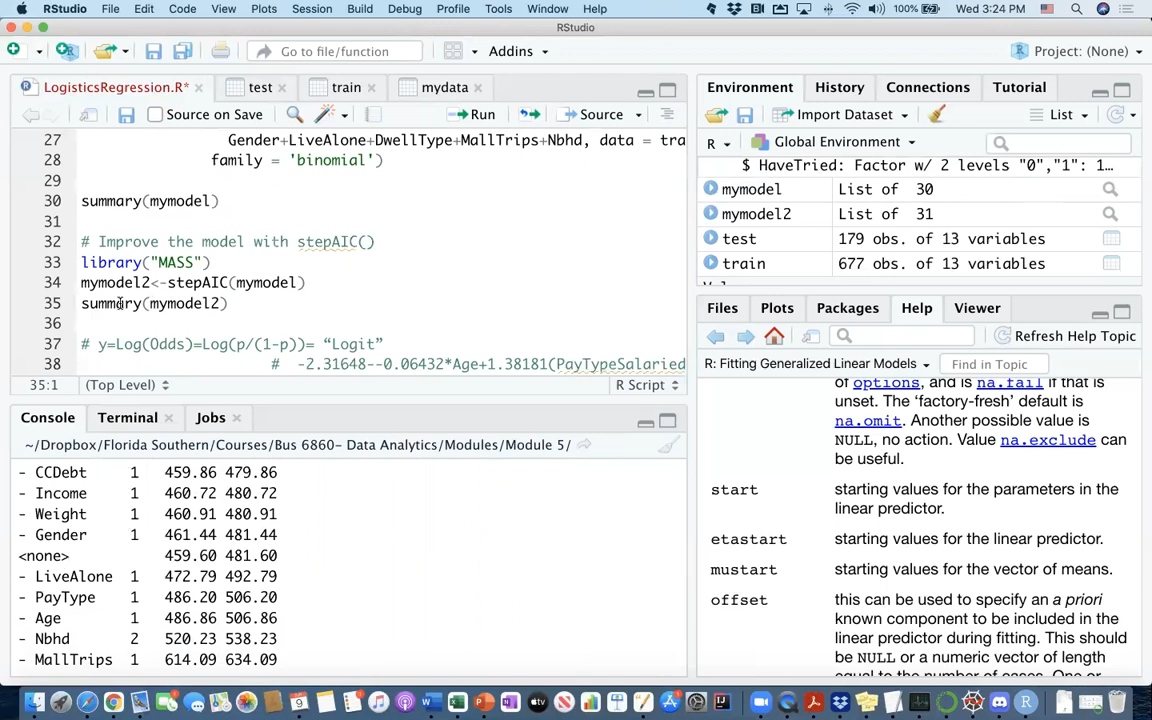 RStudio File Edit Code View Plots Session Build Debug Profile Tools Window Help 100% Wed 3:24 PM
RStudio
Go to file/function Addins Project: (None)
LogisticsRegression.R* test train mydata
Source on Save Run Source
27 Gender+LiveAlone+DwellType+MallTrips+Nbhd, data = tra
28 family = 'binomial')
29
30 summary(mymodel)
31
32 # Improve the model with stepAIC()
33 library("MASS")
34 mymodel2<-stepAIC(mymodel)
35 summary(mymodel2)
36
37 # y=Log(Odds)=Log(p/(1-p))= “Logit”
38 # -2.31648--0.06432*Age+1.38181(PayTypeSalaried
35:1 (Top Level) R Script
Console Terminal Jobs
~/Dropbox/Florida Southern/Courses/Bus 6860- Data Analytics/Modules/Module 5/
- CCDebt 1 459.86 479.86
- Income 1 460.72 480.72
- Weight 1 460.91 480.91
- Gender 1 461.44 481.44
<none> 459.60 481.60
- LiveAlone 1 472.79 492.79
- PayType 1 486.20 506.20
- Age 1 486.86 506.86
- Nbhd 2 520.23 538.23
- MallTrips 1 614.09 634.09
Environment History Connections Tutorial
Import Dataset List
R Global Environment
$ HaveTried: Factor w/ 2 levels "0","1": 1…
mymodel List of 30
mymodel2 List of 31
test 179 obs. of 13 variables
train 677 obs. of 13 variables
Files Plots Packages Help Viewer
Refresh Help Topic
R: Fitting Generalized Linear Models Find in Topic
of options, and is na.fail if that is
unset. The ‘factory-fresh’ default is
na.omit. Another possible value is
NULL, no action. Value na.exclude can
be useful.
start starting values for the parameters in the
linear predictor.
etastart starting values for the linear predictor.
mustart starting values for the vector of means.
offset this can be used to specify an a priori
known component to be included in the
linear predictor during fitting. This should
be NULL or a numeric vector of length